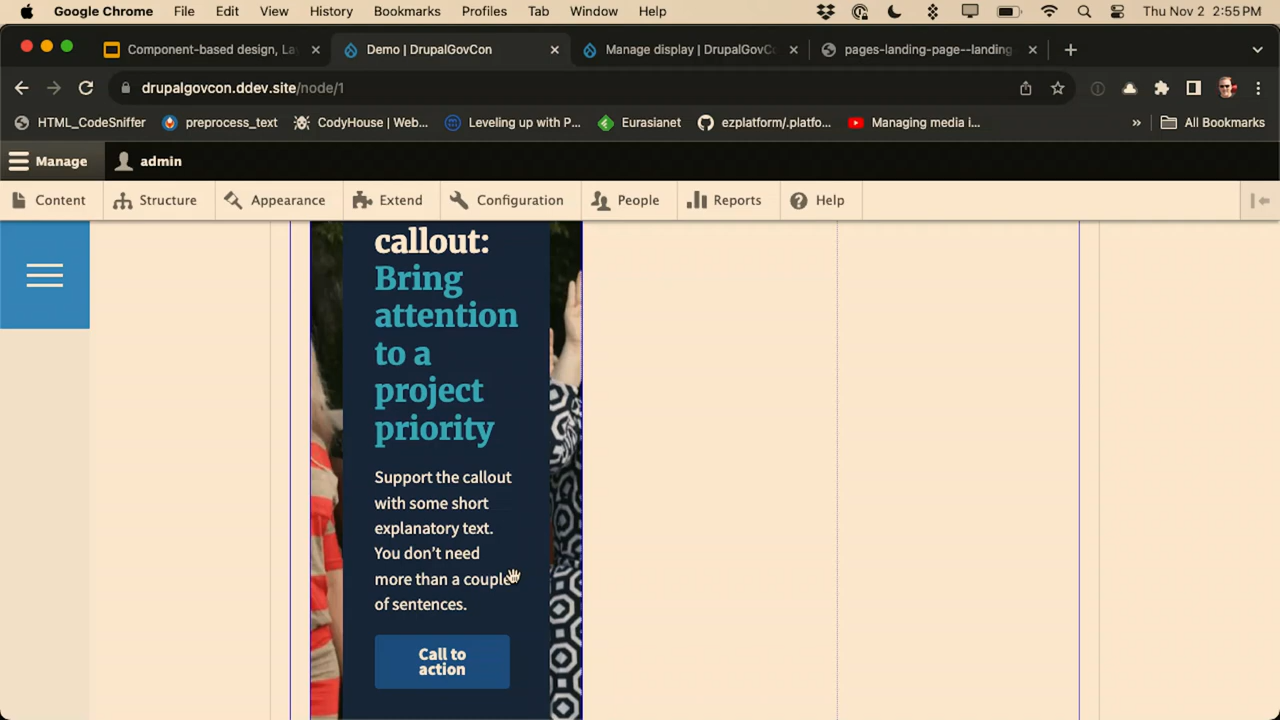 Google Chrome File Edit View History Bookmarks Profiles Tab Window Help Thu Nov 2 2:55 PM
Component-based design, La Demo | DrupalGovCon Manage display | DrupalGovCo pages-landing-page--landing
drupalgovcon.ddev.site/node/1
HTML_CodeSniffer preprocess_text CodyHouse | Web... Leveling up with P... Eurasianet ezplatform/.platfo... Managing media i... » All Bookmarks
Manage admin
Content Structure Appearance Extend Configuration People Reports Help
callout:
Bring
attention
to a
project
priority
Support the callout
with some short
explanatory text.
You don't need
more than a couple
of sentences.
Call to
action